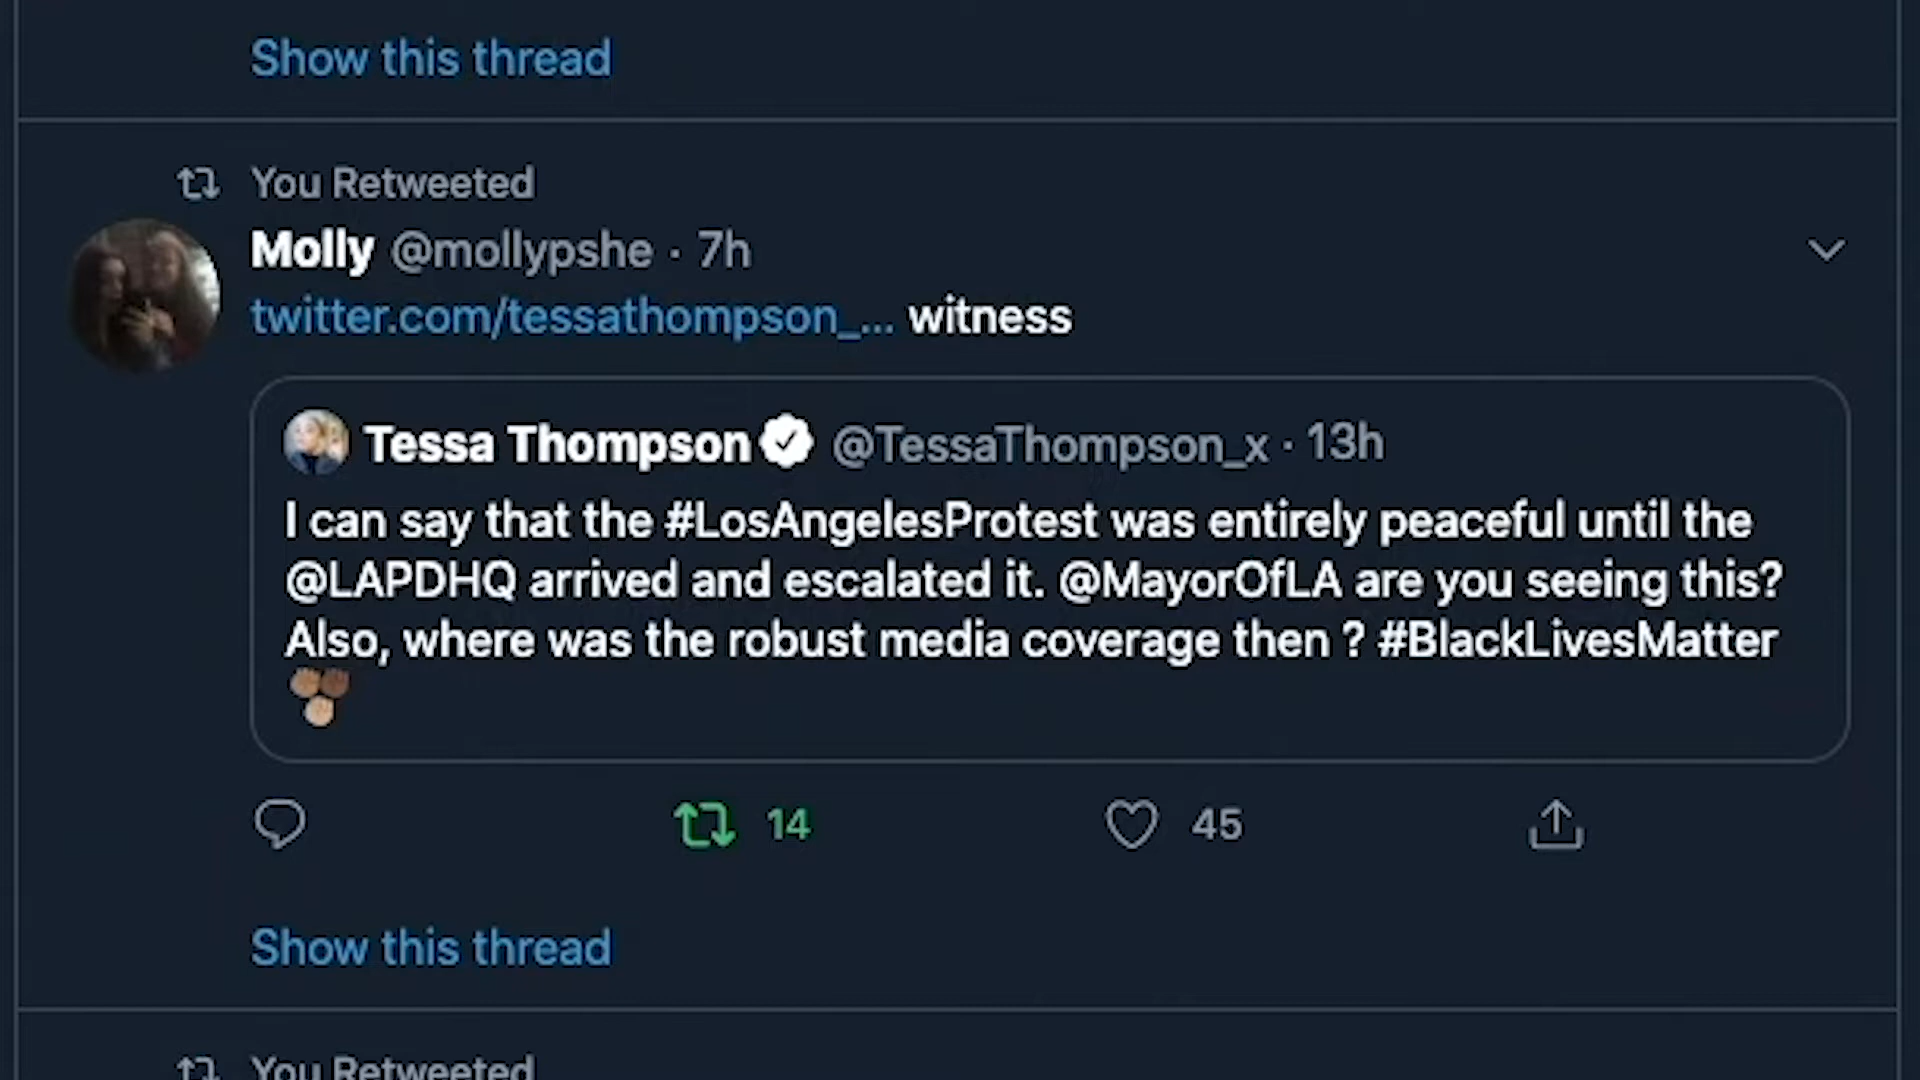 Show this thread
You Retweeted
Molly @mollypshe · 7h
twitter.com/tessathompson_... witness
Tessa Thompson @TessaThompson_x · 13h
I can say that the #LosAngelesProtest was entirely peaceful until the
@LAPDHQ arrived and escalated it. @MayorOfLA are you seeing this?
Also, where was the robust media coverage then ? #BlackLivesMatter
14 45
Show this thread
You Retweeted